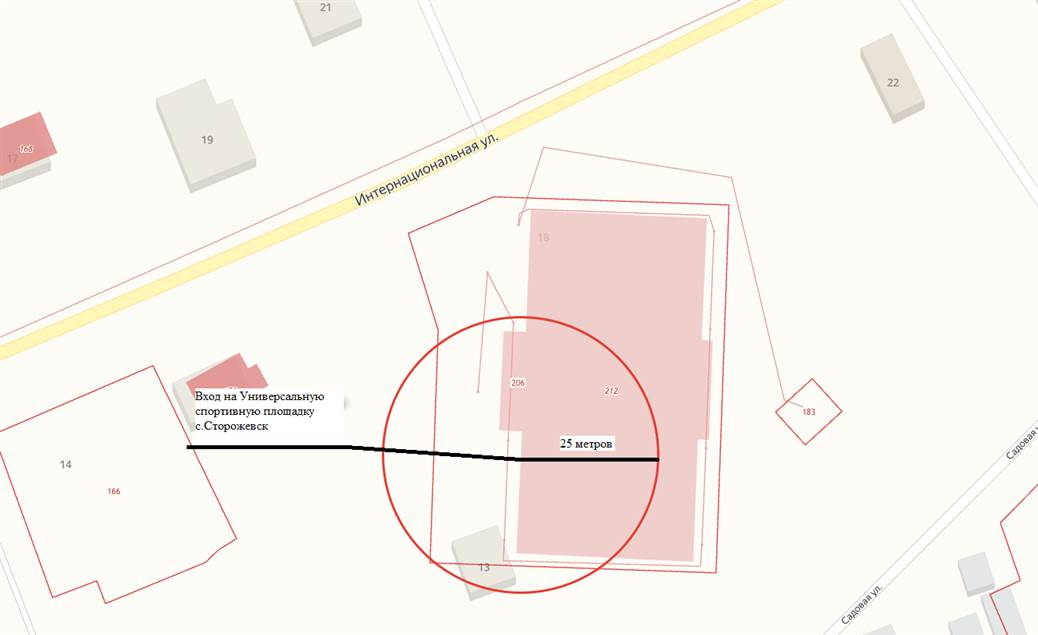 21
22
19
168
17
Интернациональная ул.
18
206
212
183
Вход на Универсальную
спортивную площадку
с.Сторожевск
25 метров
14
166
13
Садовая ул.